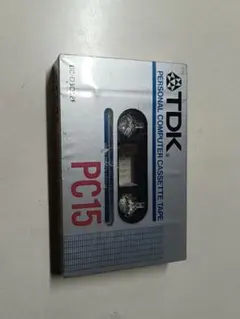 TDK
PERSONAL COMPUTER CASSETTE TAPE
PC15